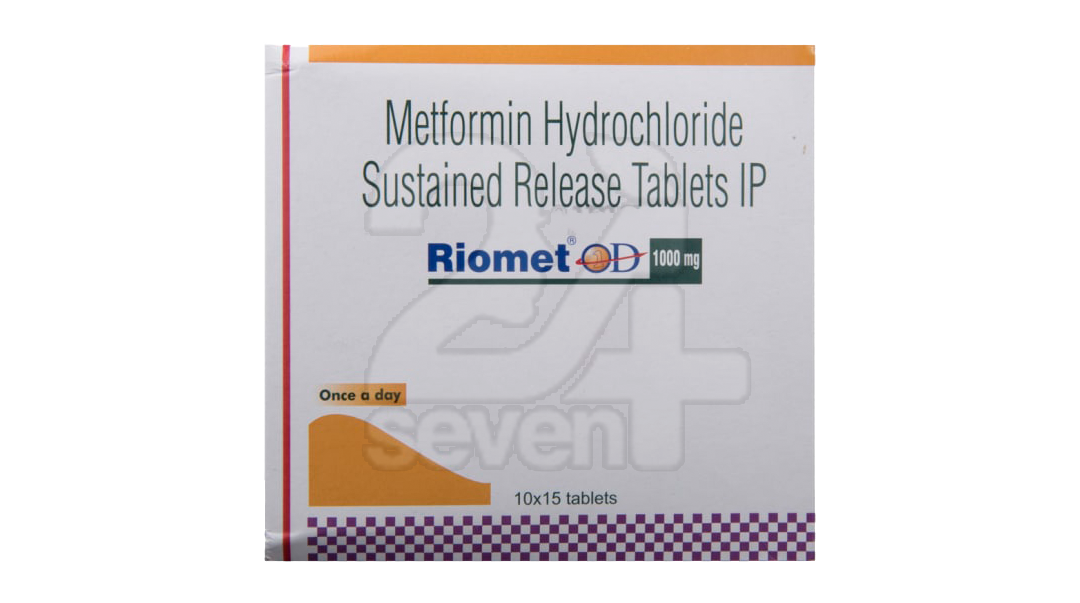 Metformin Hydrochloride
Sustained Release Tablets IP
Riomet® OD 1000 mg
Once a day
10x15 tablets
24
seven